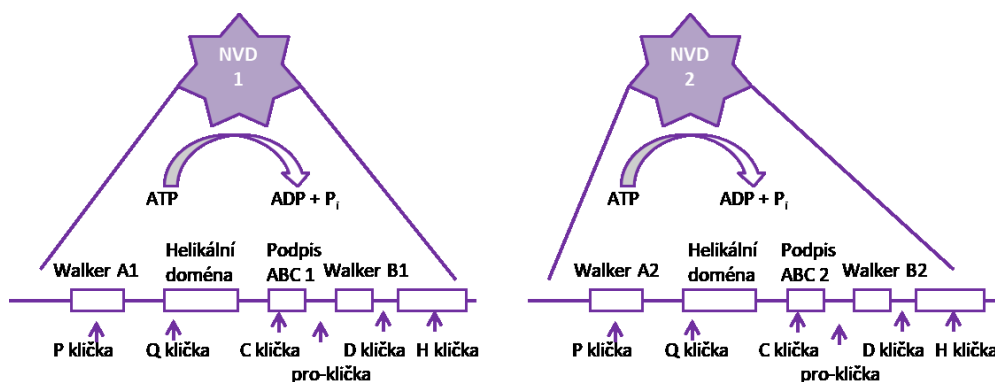 NVD
1
ATP
ADP + Pi
Walker A1
Helikální
doména
Podpis
ABC 1
Walker B1
P klička
Q klička
C klička
pro-klička
D klička
H klička
NVD
2
ATP
ADP + Pi
Walker A2
Helikální
doména
Podpis
ABC 2
Walker B2
P klička
Q klička
C klička
pro-klička
D klička
H klička